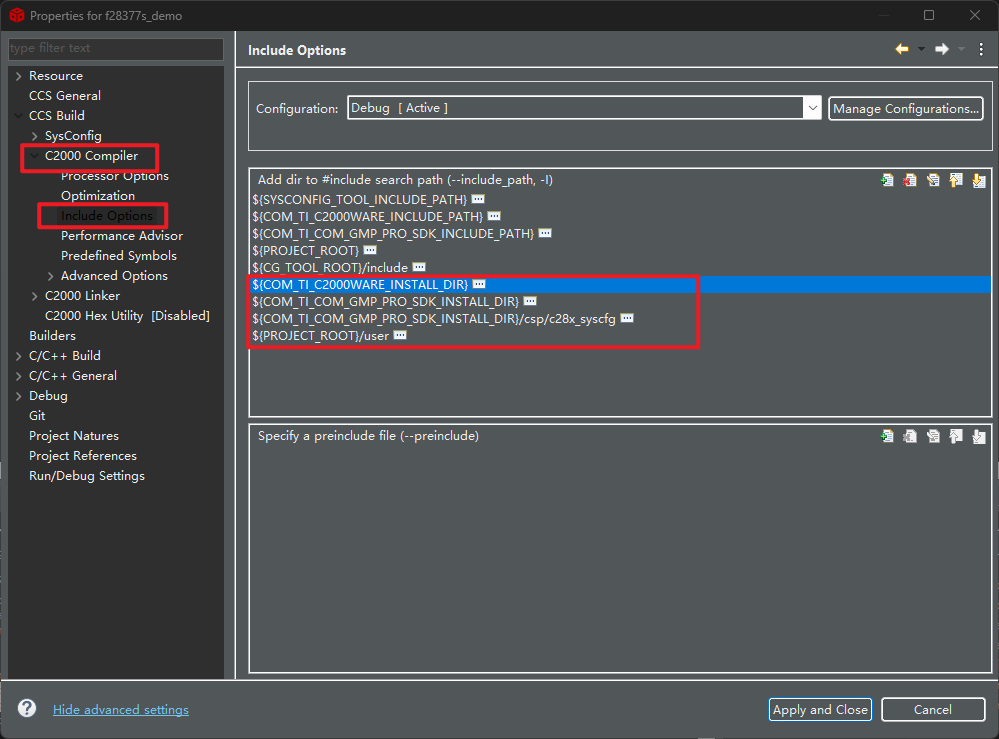 Properties for f28377s_demo
type filter text
Resource
CCS General
CCS Build
SysConfig
C2000 Compiler
Processor Options
Optimization
Include Options
Performance Advisor
Predefined Symbols
Advanced Options
C2000 Linker
C2000 Hex Utility [Disabled]
Builders
C/C++ Build
C/C++ General
Debug
Git
Project Natures
Project References
Run/Debug Settings
Include Options
Configuration: Debug [ Active ] Manage Configurations...
Add dir to #include search path (--include_path, -I)
${SYSCONFIG_TOOL_INCLUDE_PATH}
${COM_TI_C2000WARE_INCLUDE_PATH}
${COM_TI_COM_GMP_PRO_SDK_INCLUDE_PATH}
${PROJECT_ROOT}
${CG_TOOL_ROOT}/include
${COM_TI_C2000WARE_INSTALL_DIR}
${COM_TI_COM_GMP_PRO_SDK_INSTALL_DIR}
${COM_TI_COM_GMP_PRO_SDK_INSTALL_DIR}/csp/c28x_syscfg
${PROJECT_ROOT}/user
Specify a preinclude file (--preinclude)
Hide advanced settings
Apply and Close
Cancel